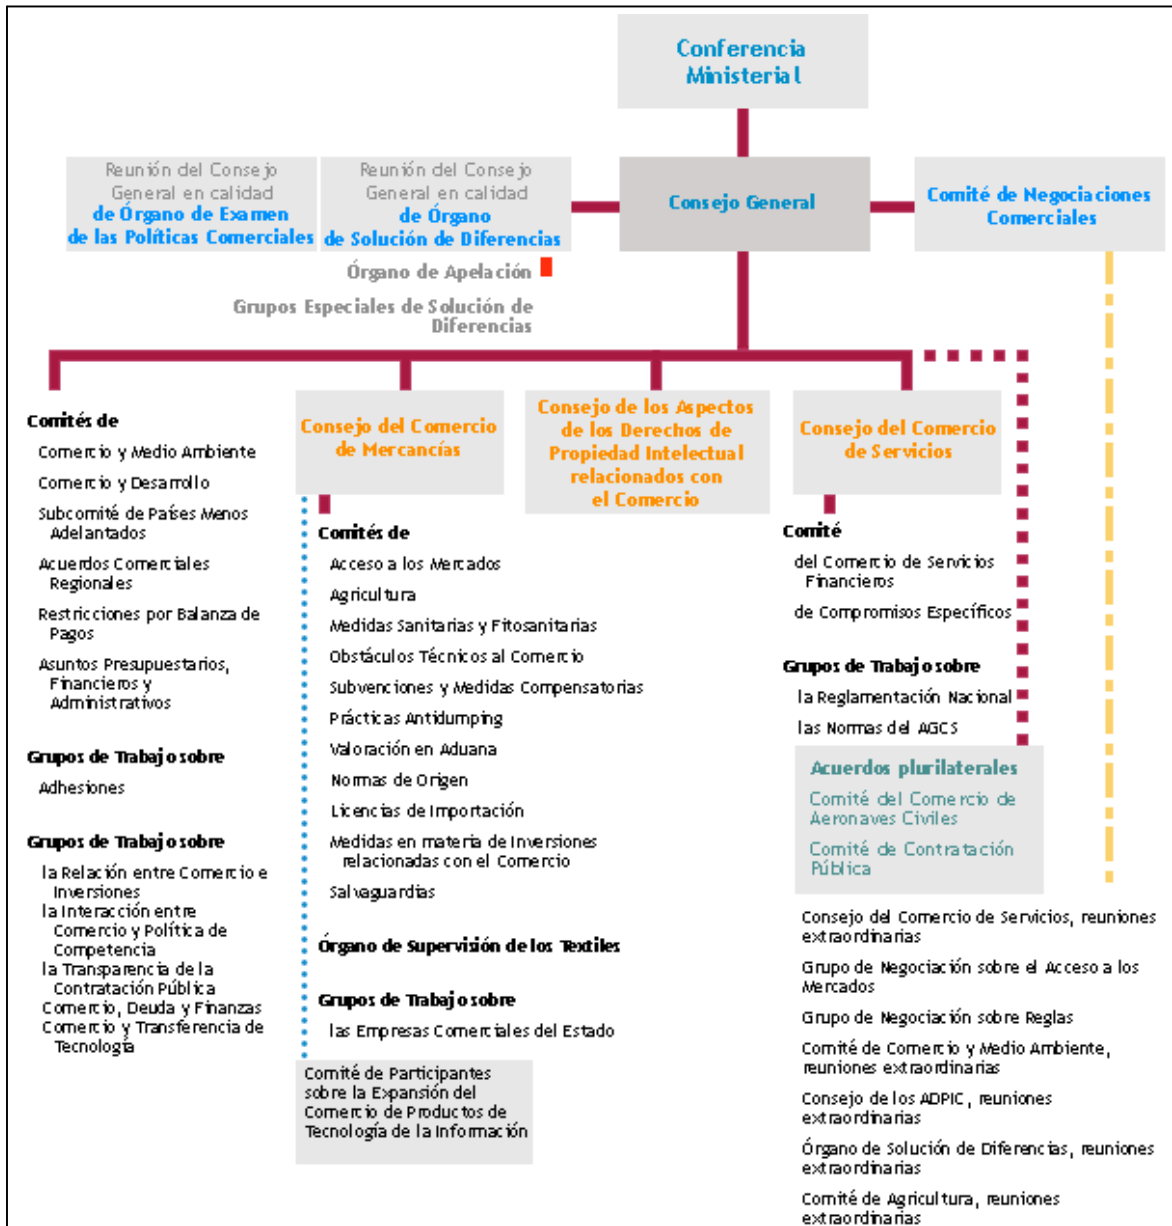 Conferencia
Ministerial
Reunión del Consejo
General en calidad
de Órgano de Examen
de las Políticas Comerciales
Reunión del Consejo
General en calidad
de Órgano
de Solución de Diferencias
Consejo General
Comité de Negociaciones
Comerciales
Órgano de Apelación
Grupos Especiales de Solución de
Diferencias
Comités de
Comercio y Medio Ambiente
Comercio y Desarrollo
Subcomité de Países Menos
Adelantados
Acuerdos Comerciales
Regionales
Restricciones por Balanza de
Pagos
Asuntos Presupuestarios,
Financieros y
Administrativos
Grupos de Trabajo sobre
Adhesiones
Grupos de Trabajo sobre
la Relación entre Comercio e
Inversiones
la Interacción entre
Comercio y Política de
Competencia
la Transparencia de la
Contratación Pública
Comercio, Deuda y Finanzas
Comercio y Transferencia de
Tecnología
Consejo del Comercio
de Mercancías
Comités de
Acceso a los Mercados
Agricultura
Medidas Sanitarias y Fitosanitarias
Obstáculos Técnicos al Comercio
Subvenciones y Medidas Compensatorias
Prácticas Antidumping
Valoración en Aduana
Normas de Origen
Licencias de Importación
Medidas en materia de Inversiones
relacionadas con el Comercio
Salvaguardias
Órgano de Supervisión de los Textiles
Grupos de Trabajo sobre
las Empresas Comerciales del Estado
Comité de Participantes
sobre la Expansión del
Comercio de Productos de
Tecnología de la Información
Consejo de los Aspectos
de los Derechos de
Propiedad Intelectual
relacionados con
el Comercio
Consejo del Comercio
de Servicios
Comité
del Comercio de Servicios
Financieros
de Compromisos Específicos
Grupos de Trabajo sobre
la Reglamentación Nacional
las Normas del AGCS
Acuerdos plurilaterales
Comité del Comercio de
Aeronaves Civiles
Comité de Contratación
Pública
Consejo del Comercio de Servicios, reuniones
extraordinarias
Grupo de Negociación sobre el Acceso a los
Mercados
Grupo de Negociación sobre Reglas
Comité de Comercio y Medio Ambiente,
reuniones extraordinarias
Consejo de los ADPIC, reuniones
extraordinarias
Órgano de Solución de Diferencias, reuniones
extraordinarias
Comité de Agricultura, reuniones
extraordinarias